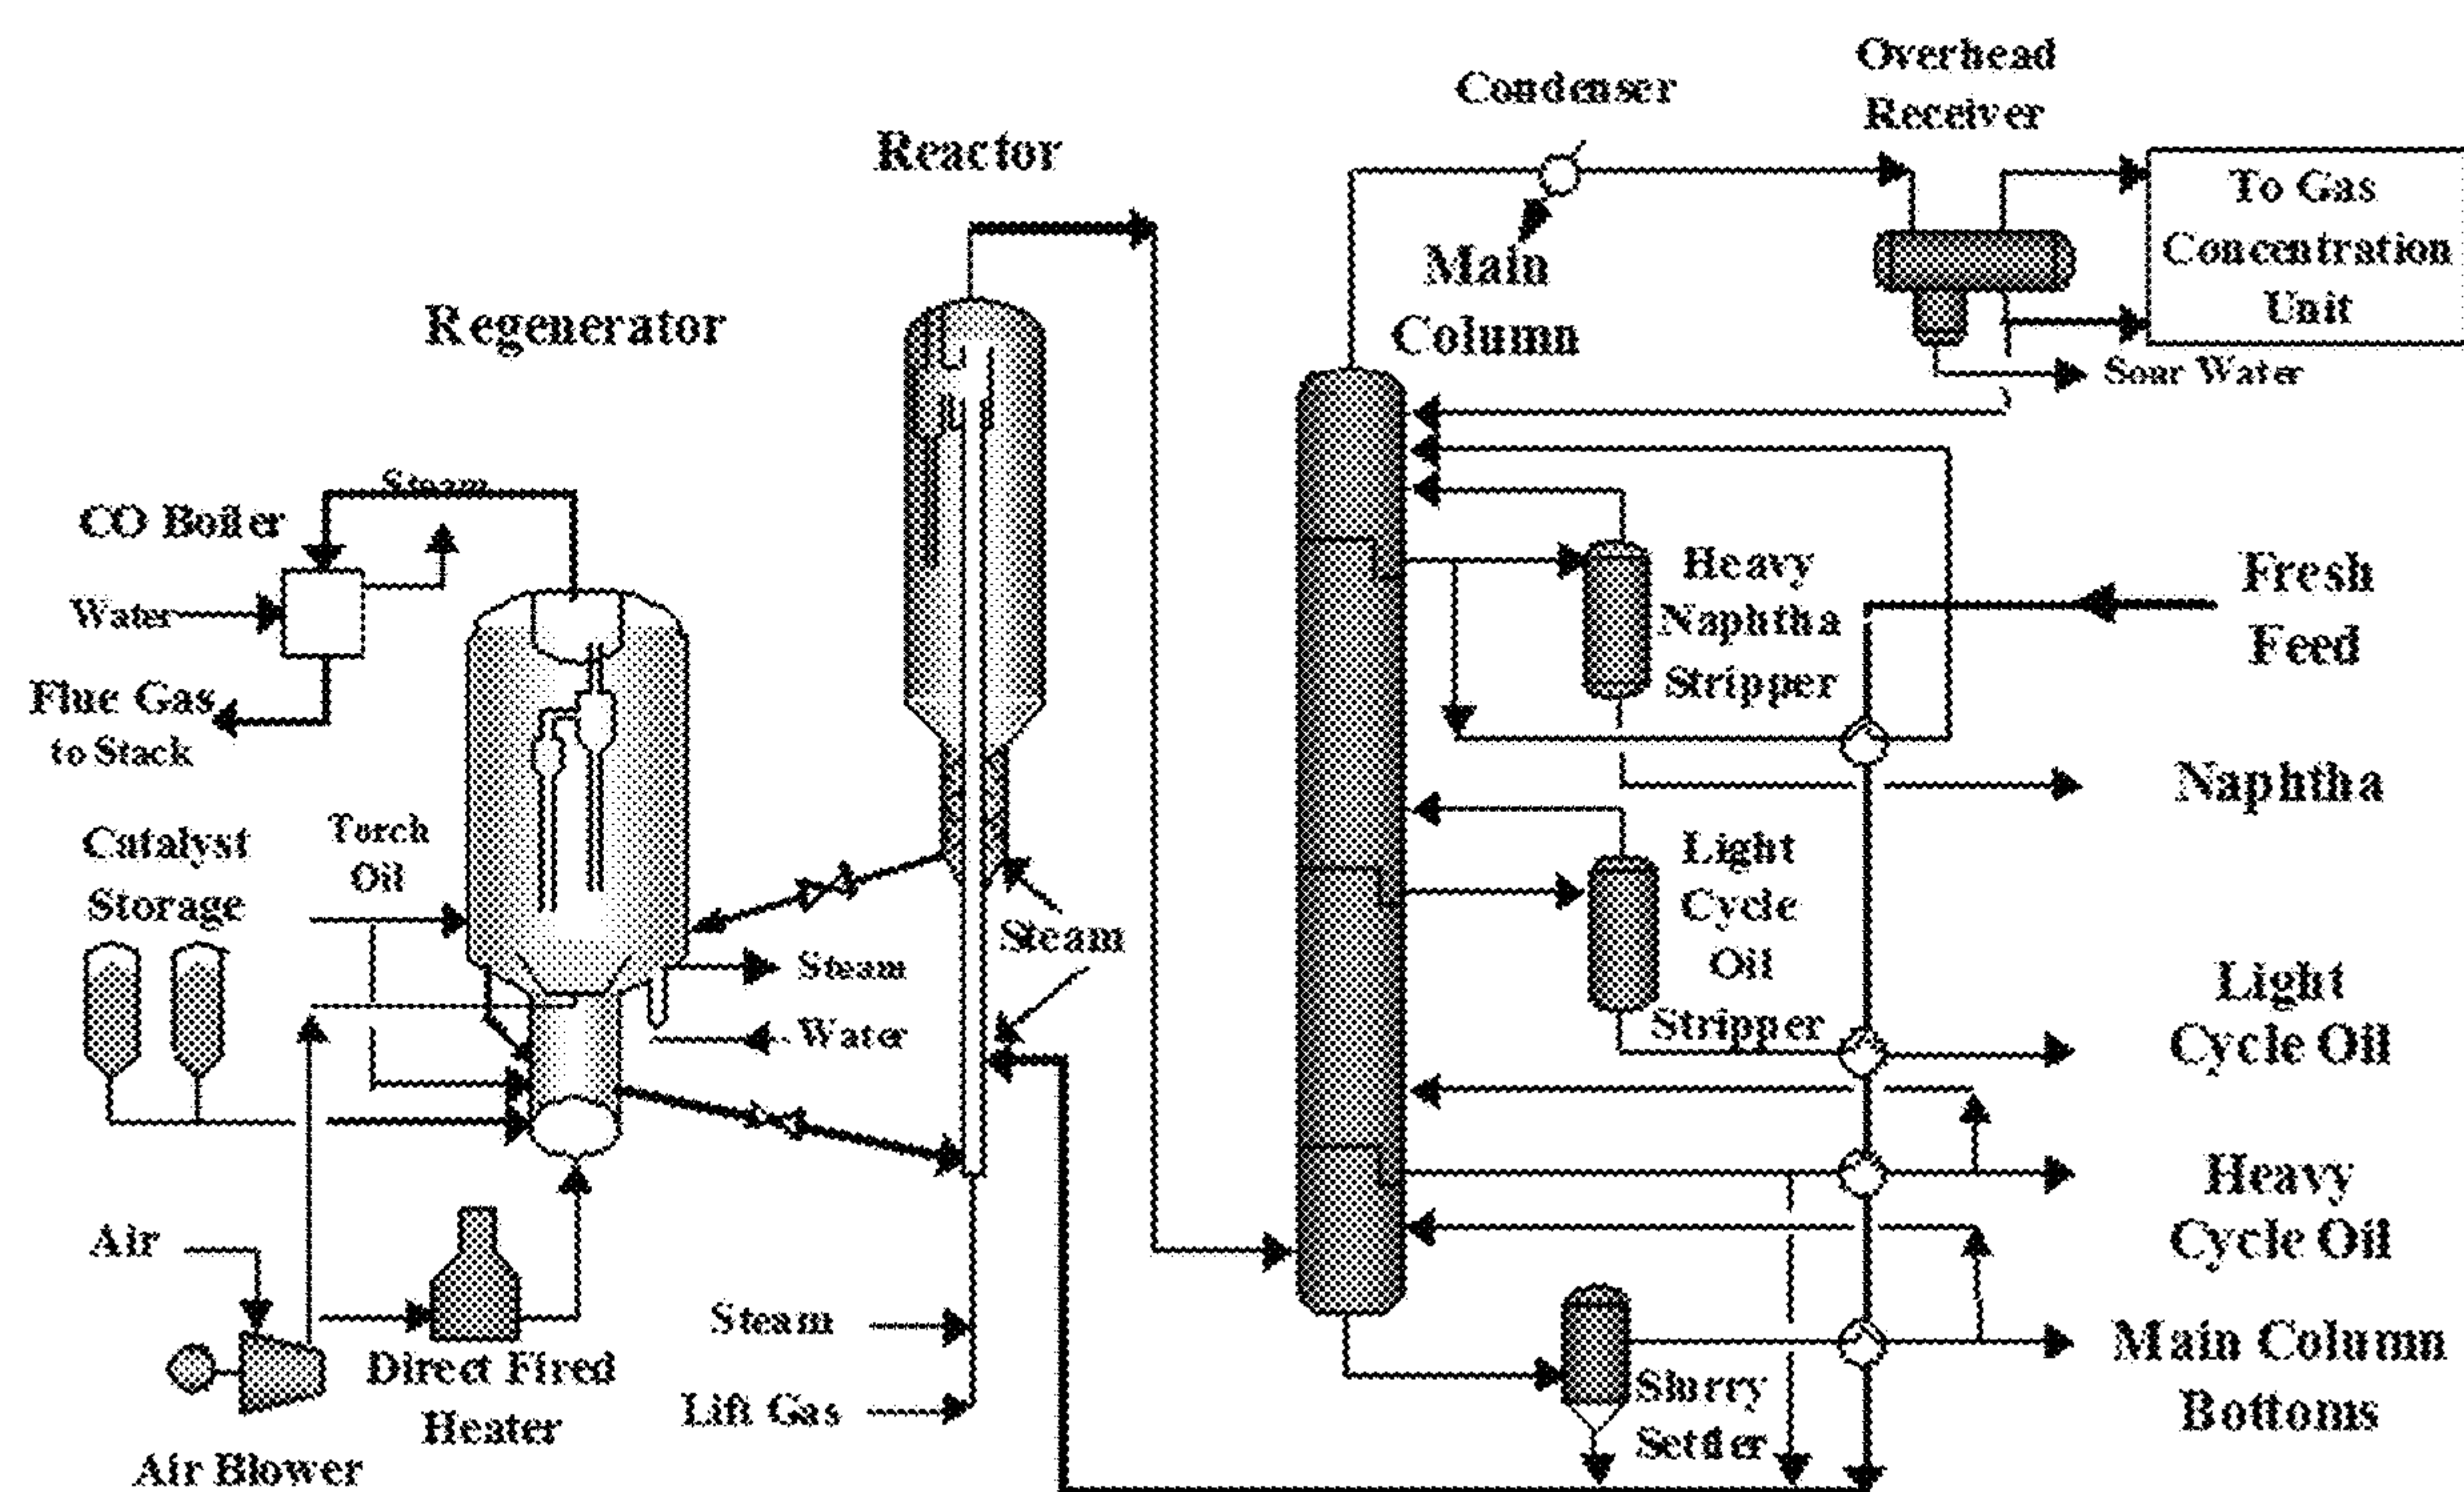 Condenser
Overhead
Receiver
Reactor
To Gas
Concentration
Unit
Main
Column
Regenerator
Sour Water
Steam
CO Boiler
Water
Flue Gas
to Stack
Heavy
Naphtha
Stripper
Fresh
Feed
Naphtha
Catalyst
Storage
Torch
Oil
Light
Cycle
Oil
Stripper
Steam
Steam
Water
Light
Cycle Oil
Heavy
Cycle Oil
Air
Direct Fired
Heater
Air Blower
Steam
Lift Gas
Slurry
Settler
Main Column
Bottoms